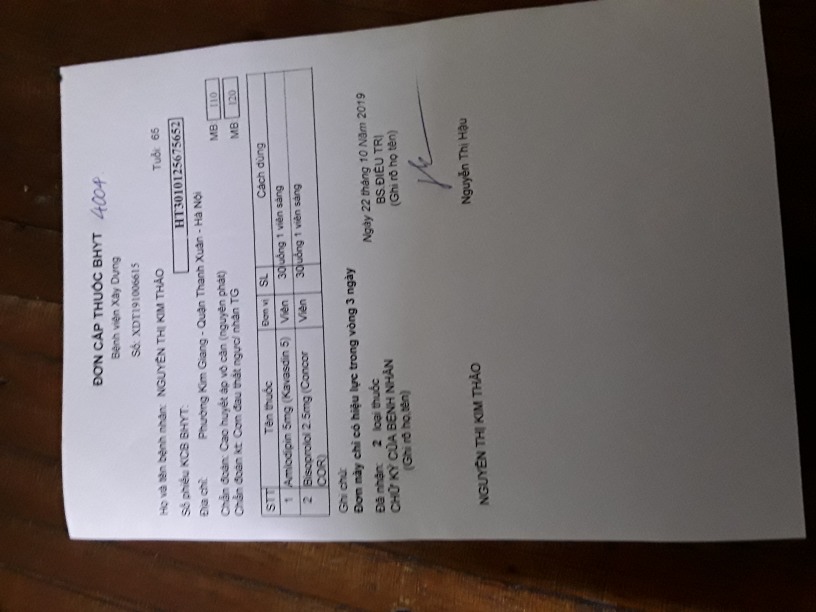 ĐƠN CẤP THUỐC BHYT 4004
Bệnh viện Xây Dựng
Số: XDT191006615
Họ và tên bệnh nhân: NGUYỄN THỊ KIM THẢO Tuổi: 65
Số phiếu KCB BHYT: HT3010125675652
Địa chỉ: Phường Kim Giang - Quận Thanh Xuân - Hà Nội
Chẩn đoán: Cao huyết áp vô căn (nguyên phát) MB 110
Chẩn đoán kt: Cơn đau thắt ngực/ nhân TG MB 120
STT Tên thuốc Đơn vị SL Cách dùng
1 Amlodipin 5mg (Kavasdin 5) Viên 30 uống 1 viên sáng
2 Bisoprolol 2.5mg (Concor COR) Viên 30 uống 1 viên sáng
Ghi chú:
Đơn này chỉ có hiệu lực trong vòng 3 ngày
Đã nhận: 2 loại thuốc Ngày 22 tháng 10 Năm 2019
CHỮ KÝ CỦA BỆNH NHÂN BS.ĐIỀU TRỊ
(Ghi rõ họ,tên) (Ghi rõ họ tên)
NGUYỄN THỊ KIM THẢO Nguyễn Thị Hậu